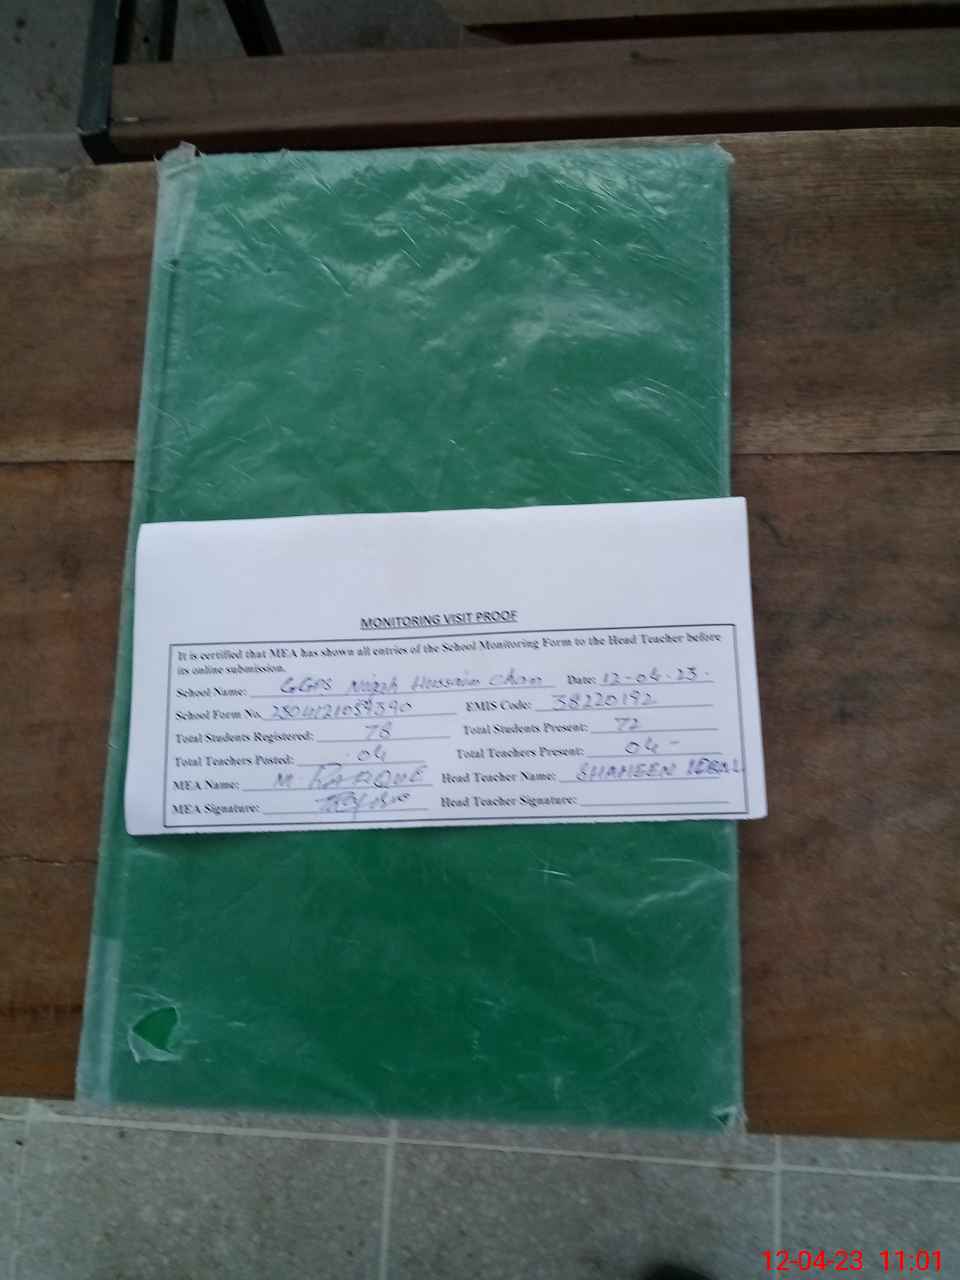 MONITORING VISIT PROOF
It is certified that MEA has shown all entries of the School Monitoring Form to the Head Teacher before
its online submission.
School Name: GGPS Hussain Chan Date: 12-04-23.
School Form No. EMIS Code: 38220192
Total Students Registered: Total Students Present: 72
Total Teachers Posted: 04 Total Teachers Present: 04 -
MEA Name: M. Head Teacher Name: SHAHEEN
MEA Signature: Head Teacher Signature:
12-04-23 11:01